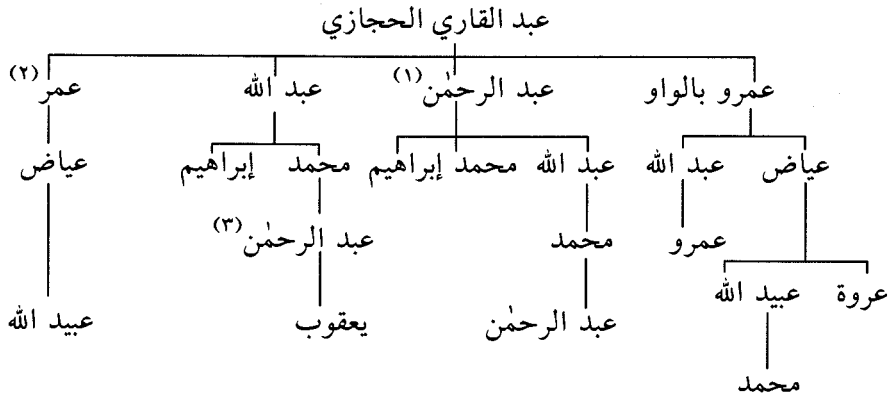 عبد القاري الحجازي
عمرو بالواو عبد الرحمٰن(١) عبد الله عمر(٢)
عياض عبد الله عبد الله محمد إبراهيم محمد إبراهيم عياض
عمرو محمد عبد الرحمٰن(٣)
عروة عبيد الله عبد الرحمٰن يعقوب عبيد الله
محمد